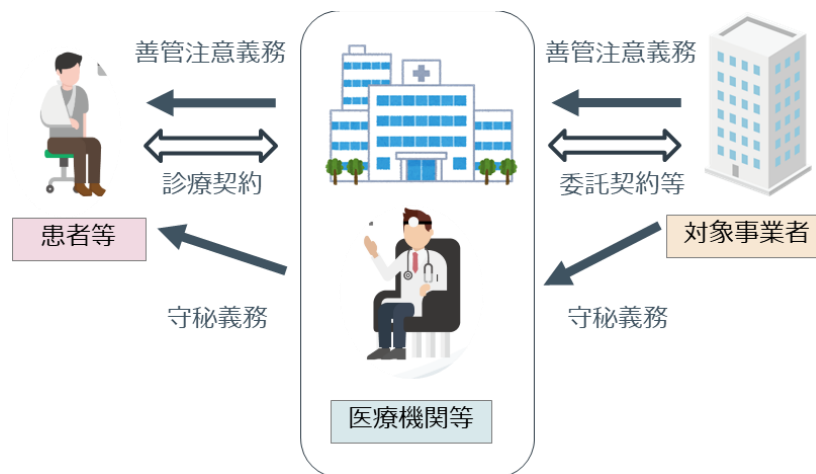 善管注意義務
善管注意義務
診療契約
委託契約等
患者等
対象事業者
守秘義務
守秘義務
医療機関等